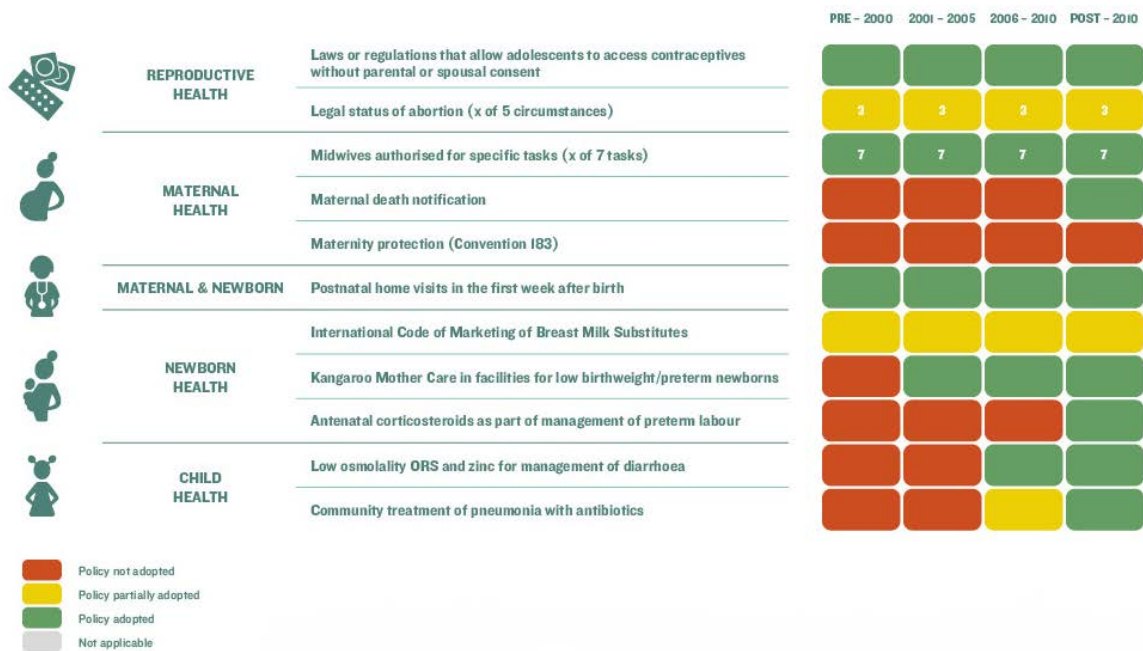 PRE – 2000 2001 – 2005 2006 – 2010 POST – 2010
REPRODUCTIVE
HEALTH
Laws or regulations that allow adolescents to access contraceptives
without parental or spousal consent
Legal status of abortion (x of 5 circumstances)
3 3 3 3
MATERNAL
HEALTH
Midwives authorised for specific tasks (x of 7 tasks)
7 7 7 7
Maternal death notification
Maternity protection (Convention 183)
MATERNAL & NEWBORN
Postnatal home visits in the first week after birth
NEWBORN
HEALTH
International Code of Marketing of Breast Milk Substitutes
Kangaroo Mother Care in facilities for low birthweight/preterm newborns
Antenatal corticosteroids as part of management of preterm labour
CHILD
HEALTH
Low osmolality ORS and zinc for management of diarrhoea
Community treatment of pneumonia with antibiotics
Policy not adopted
Policy partially adopted
Policy adopted
Not applicable